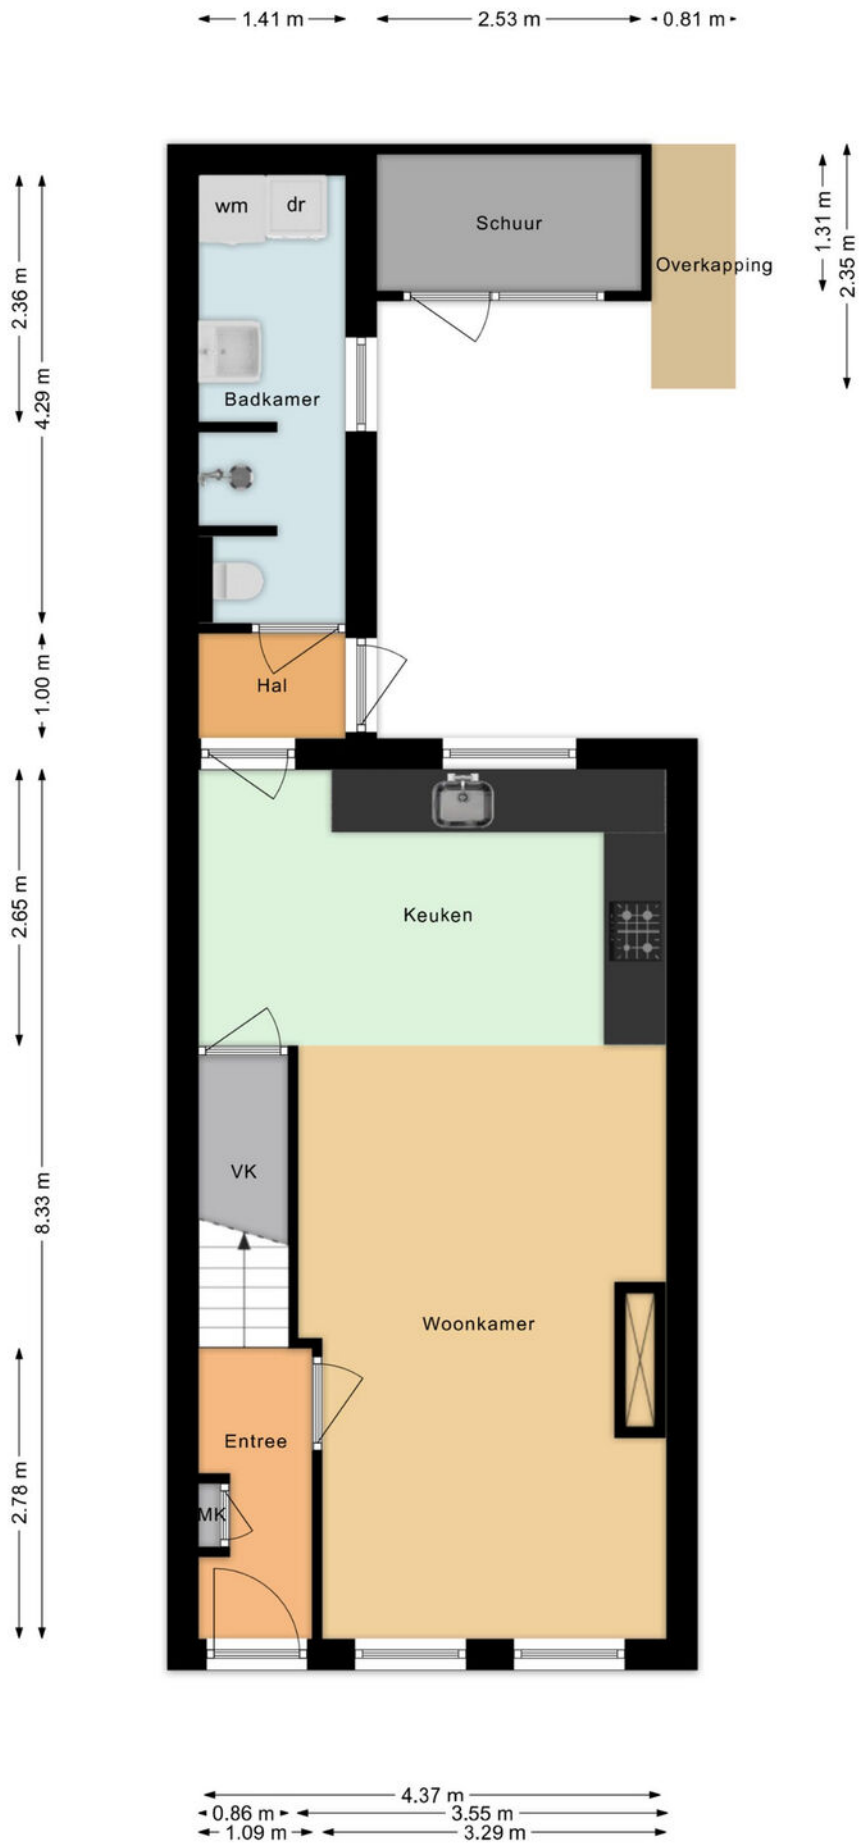 1.41 m
2.53 m
0.81 m
wm
dr
Schuur
Overkapping
1.31 m
2.35 m
2.36 m
4.29 m
Badkamer
1.00 m
Hal
2.65 m
Keuken
8.33 m
VK
Woonkamer
Entree
2.78 m
MK
4.37 m
0.86 m
3.55 m
1.09 m
3.29 m